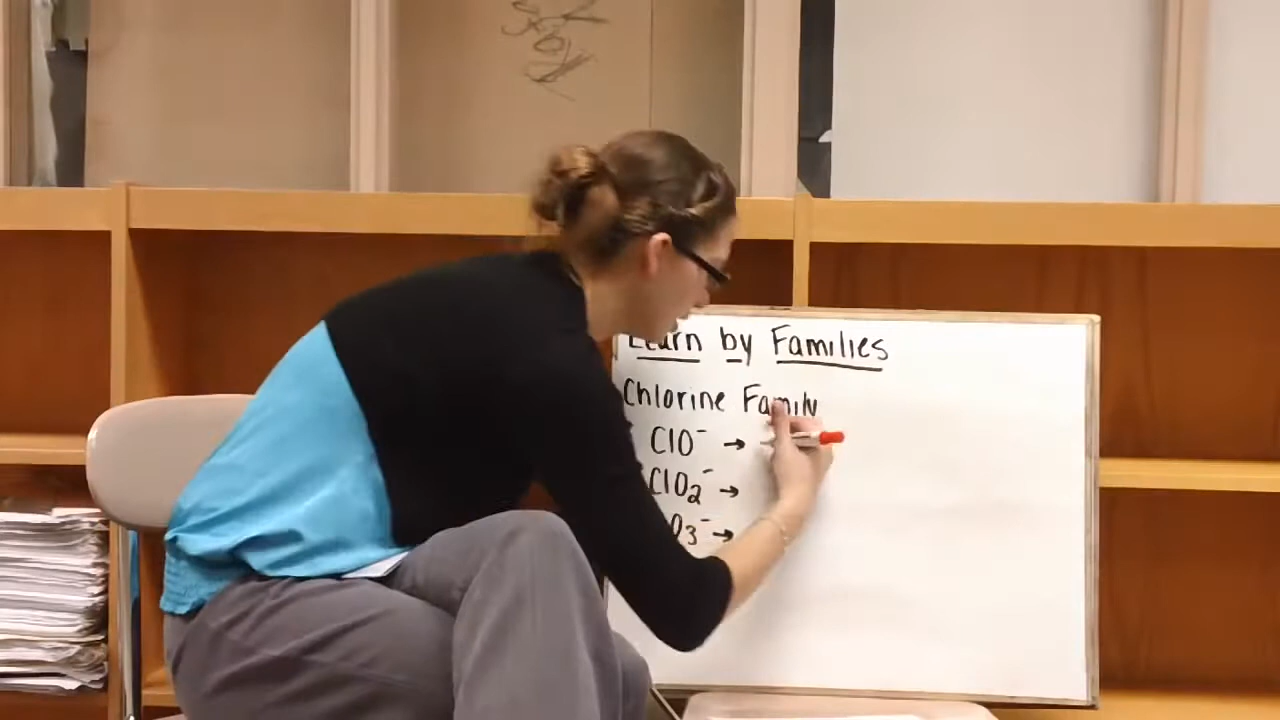 Learn by Families
Chlorine Family
ClO⁻ →
ClO₂⁻ →
O₃⁻ →